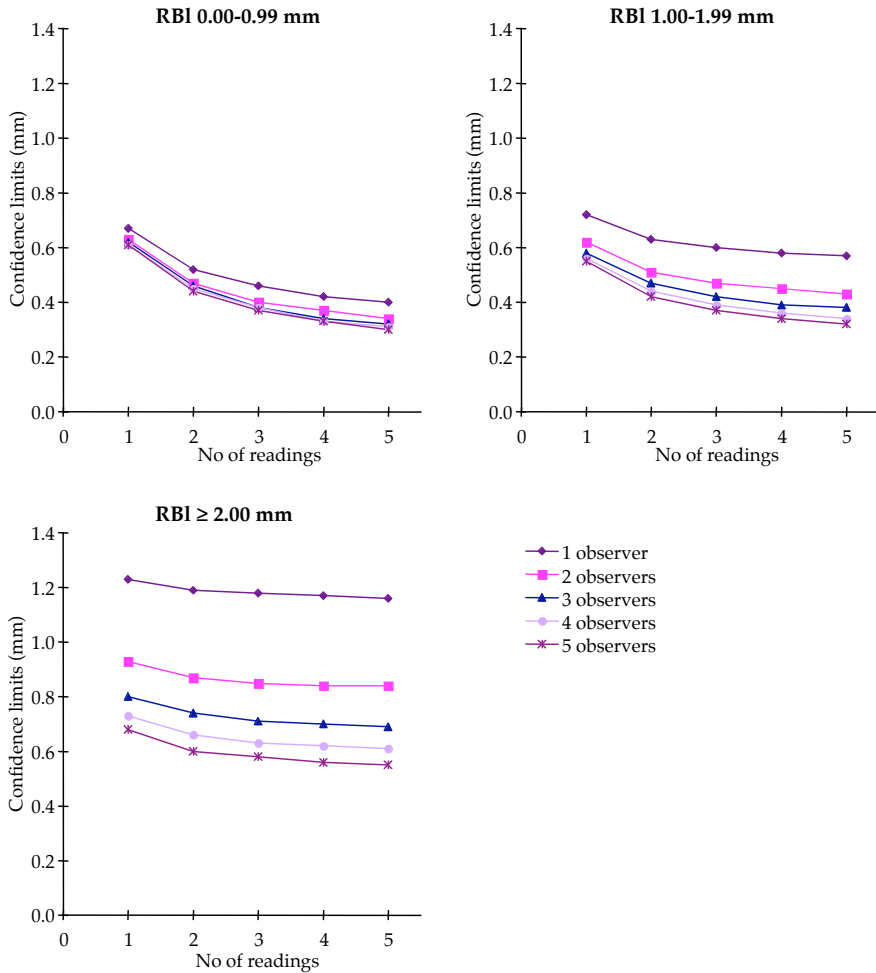 RBl 0.00-0.99 mm
Confidence limits (mm)
1.4
1.2
1.0
0.8
0.6
0.4
0.2
0.0
0 1 2 3 4 5
No of readings
RBl 1.00-1.99 mm
Confidence limits (mm)
1.4
1.2
1.0
0.8
0.6
0.4
0.2
0.0
0 1 2 3 4 5
No of readings
RBl ≥ 2.00 mm
Confidence limits (mm)
1.4
1.2
1.0
0.8
0.6
0.4
0.2
0.0
0 1 2 3 4 5
No of readings
1 observer
2 observers
3 observers
4 observers
5 observers